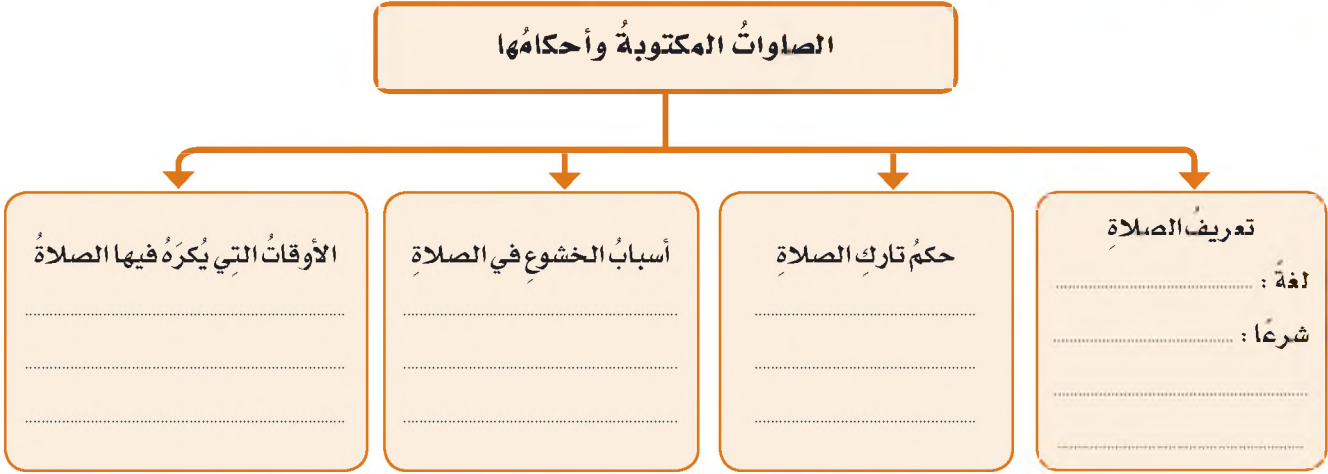 الصلواتُ المكتوبةُ وأحكامُها
تعريفُ الصلاةِ
لغةً :
شرعًا :
حكمُ تاركِ الصلاةِ
أسبابُ الخشوعِ في الصلاةِ
الأوقاتُ التِي يُكرَهُ فيها الصلاةُ